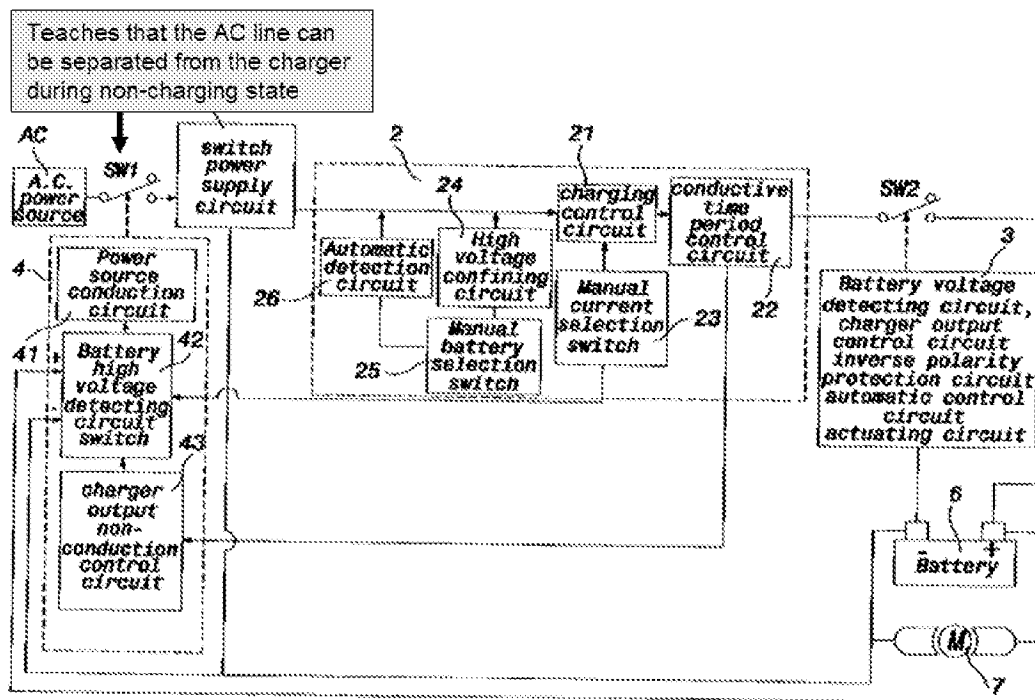 Teaches that the AC line can
be separated from the charger
during non-charging state
AC
SW1
A.C.
power
source
switch
power
supply
circuit
2
24
21
charging
control
circuit
conductive
time
period
control
circuit
22
SW2
3
4
Power
source
conduction
circuit
41
42
Battery
high
voltage
detecting
circuit
switch
43
charger
output
non-
conduction
control
circuit
Automatic
detection
circuit
26
High
voltage
confining
circuit
25
Manual
battery
selection
switch
Manual
current
selection
switch
23
Battery voltage
detecting circuit,
charger output
control circuit
inverse polarity
protection circuit
automatic control
circuit
actuating circuit
6
- +
Battery
M
7